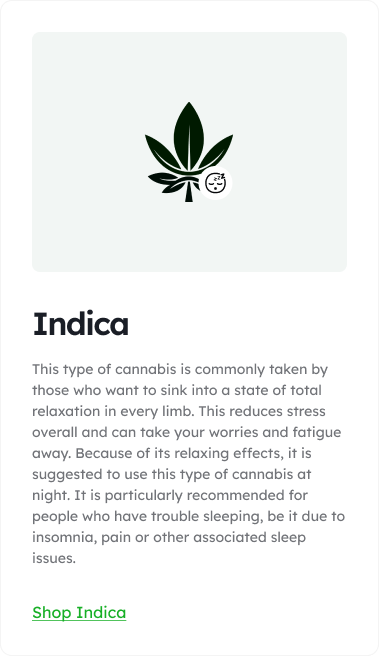 Indica
This type of cannabis is commonly taken by
those who want to sink into a state of total
relaxation in every limb. This reduces stress
overall and can take your worries and fatigue
away. Because of its relaxing effects, it is
suggested to use this type of cannabis at
night. It is particularly recommended for
people who have trouble sleeping, be it due to
insomnia, pain or other associated sleep
issues.
Shop Indica